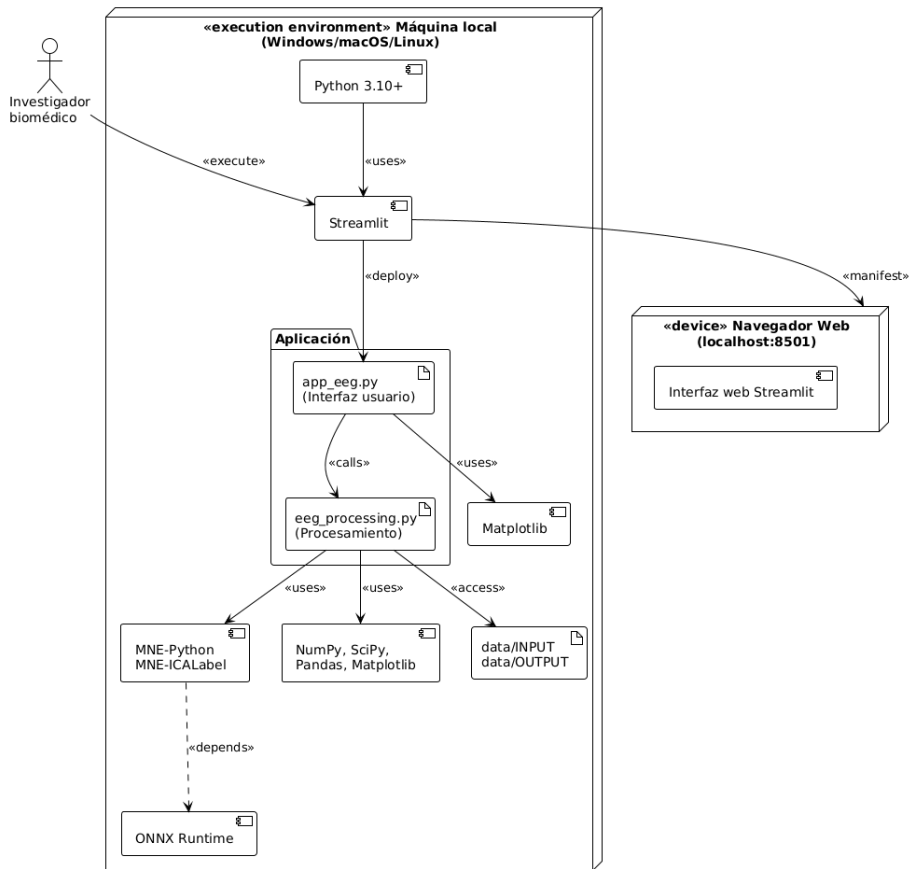 «execution environment» Máquina local
(Windows/macOS/Linux)
Python 3.10+
Investigador
biomédico
«execute»
«uses»
Streamlit
«deploy»
«manifest»
«device» Navegador Web
(localhost:8501)
Interfaz web Streamlit
Aplicación
app_eeg.py
(Interfaz usuario)
«calls»
«uses»
eeg_processing.py
(Procesamiento)
Matplotlib
«uses»
«uses»
«access»
MNE-Python
MNE-ICALabel
NumPy, SciPy,
Pandas, Matplotlib
data/INPUT
data/OUTPUT
«depends»
ONNX Runtime